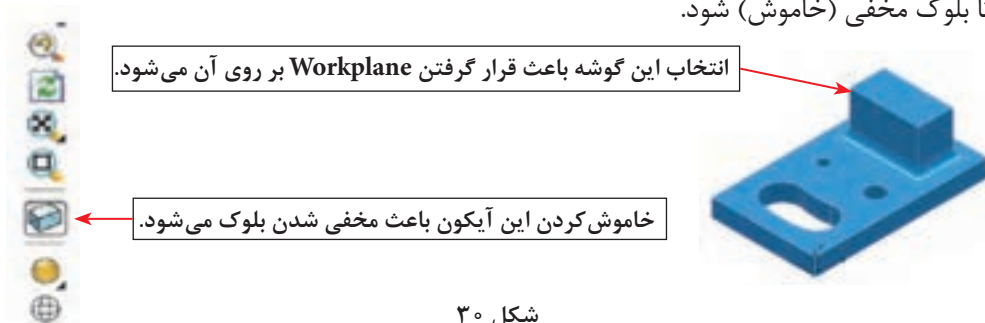 تا بلوک مخفی (خاموش) شود.
انتخاب این گوشه باعث قرار گرفتن Workplane بر روی آن می‌شود.
خاموش‌کردن این آیکون باعث مخفی شدن بلوک می‌شود.
شکل ۳۰